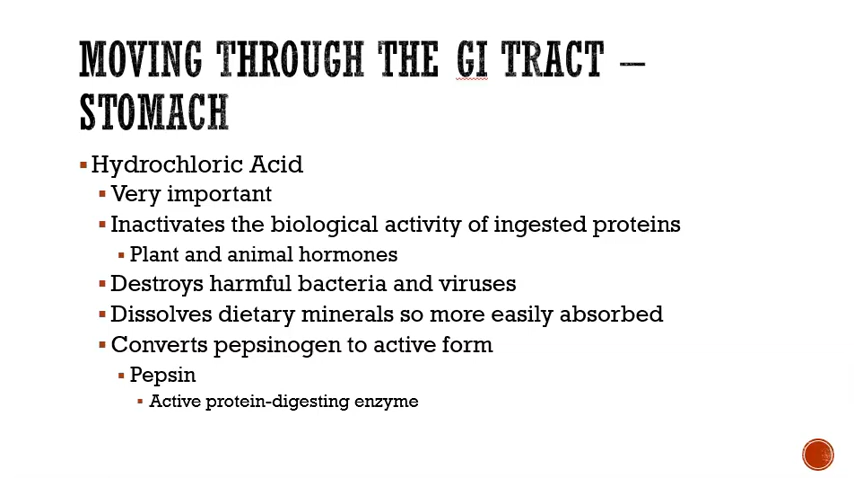 MOVING THROUGH THE GI TRACT –
STOMACH
Hydrochloric Acid
Very important
Inactivates the biological activity of ingested proteins
Plant and animal hormones
Destroys harmful bacteria and viruses
Dissolves dietary minerals so more easily absorbed
Converts pepsinogen to active form
Pepsin
Active protein-digesting enzyme